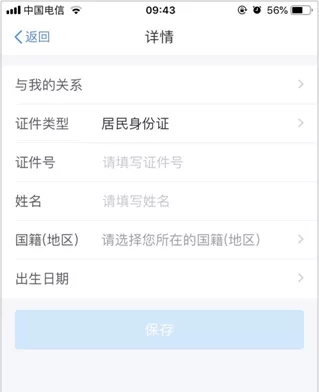 中国电信 09:43 56%
返回 详情
与我的关系
证件类型 居民身份证
证件号 请填写证件号
姓名 请填写姓名
国籍(地区) 请选择您所在的国籍(地区)
出生日期
保存